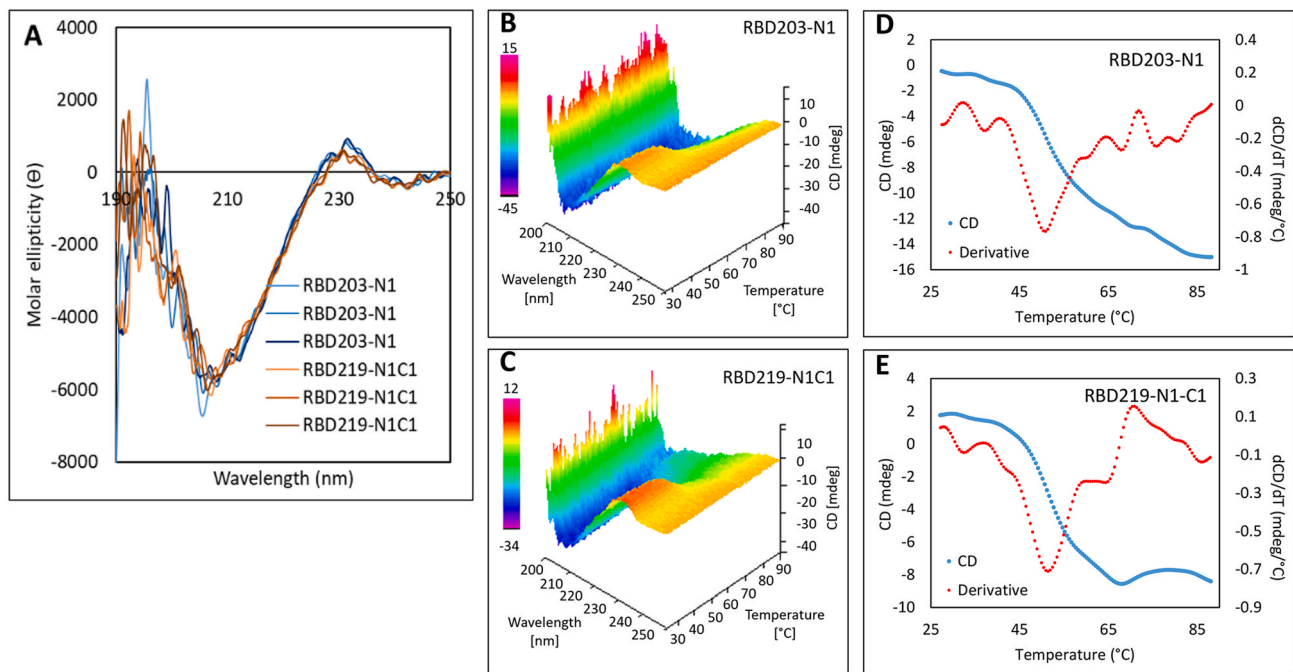 A
4000
2000
0
-2000
-4000
-6000
-8000
190
210
230
250
Molar ellipticity (Θ)
Wavelength (nm)
RBD203-N1
RBD203-N1
RBD203-N1
RBD219-N1C1
RBD219-N1C1
RBD219-N1C1
B
RBD203-N1
15
-45
10
0
-10
-20
-30
-40
CD [mdeg]
200
210
220
230
240
250
Wavelength
[nm]
30
40
50
60
70
80
90
Temperature
[°C]
C
RBD219-N1C1
12
-34
10
0
-10
-20
-30
-40
CD [mdeg]
200
210
220
230
240
250
Wavelength
[nm]
30
40
50
60
70
80
90
Temperature
[°C]
D
RBD203-N1
2
0
-2
-4
-6
-8
-10
-12
-14
-16
CD (mdeg)
0.4
0.2
0
-0.2
-0.4
-0.6
-0.8
-1
dCD/dT (mdeg/°C)
CD
Derivative
25
45
65
85
Temperature (°C)
E
RBD219-N1-C1
4
2
0
-2
-4
-6
-8
-10
CD (mdeg)
0.3
0.1
-0.1
-0.3
-0.5
-0.7
-0.9
dCD/dT (mdeg/°C)
CD
Derivative
25
45
65
85
Temperature (°C)